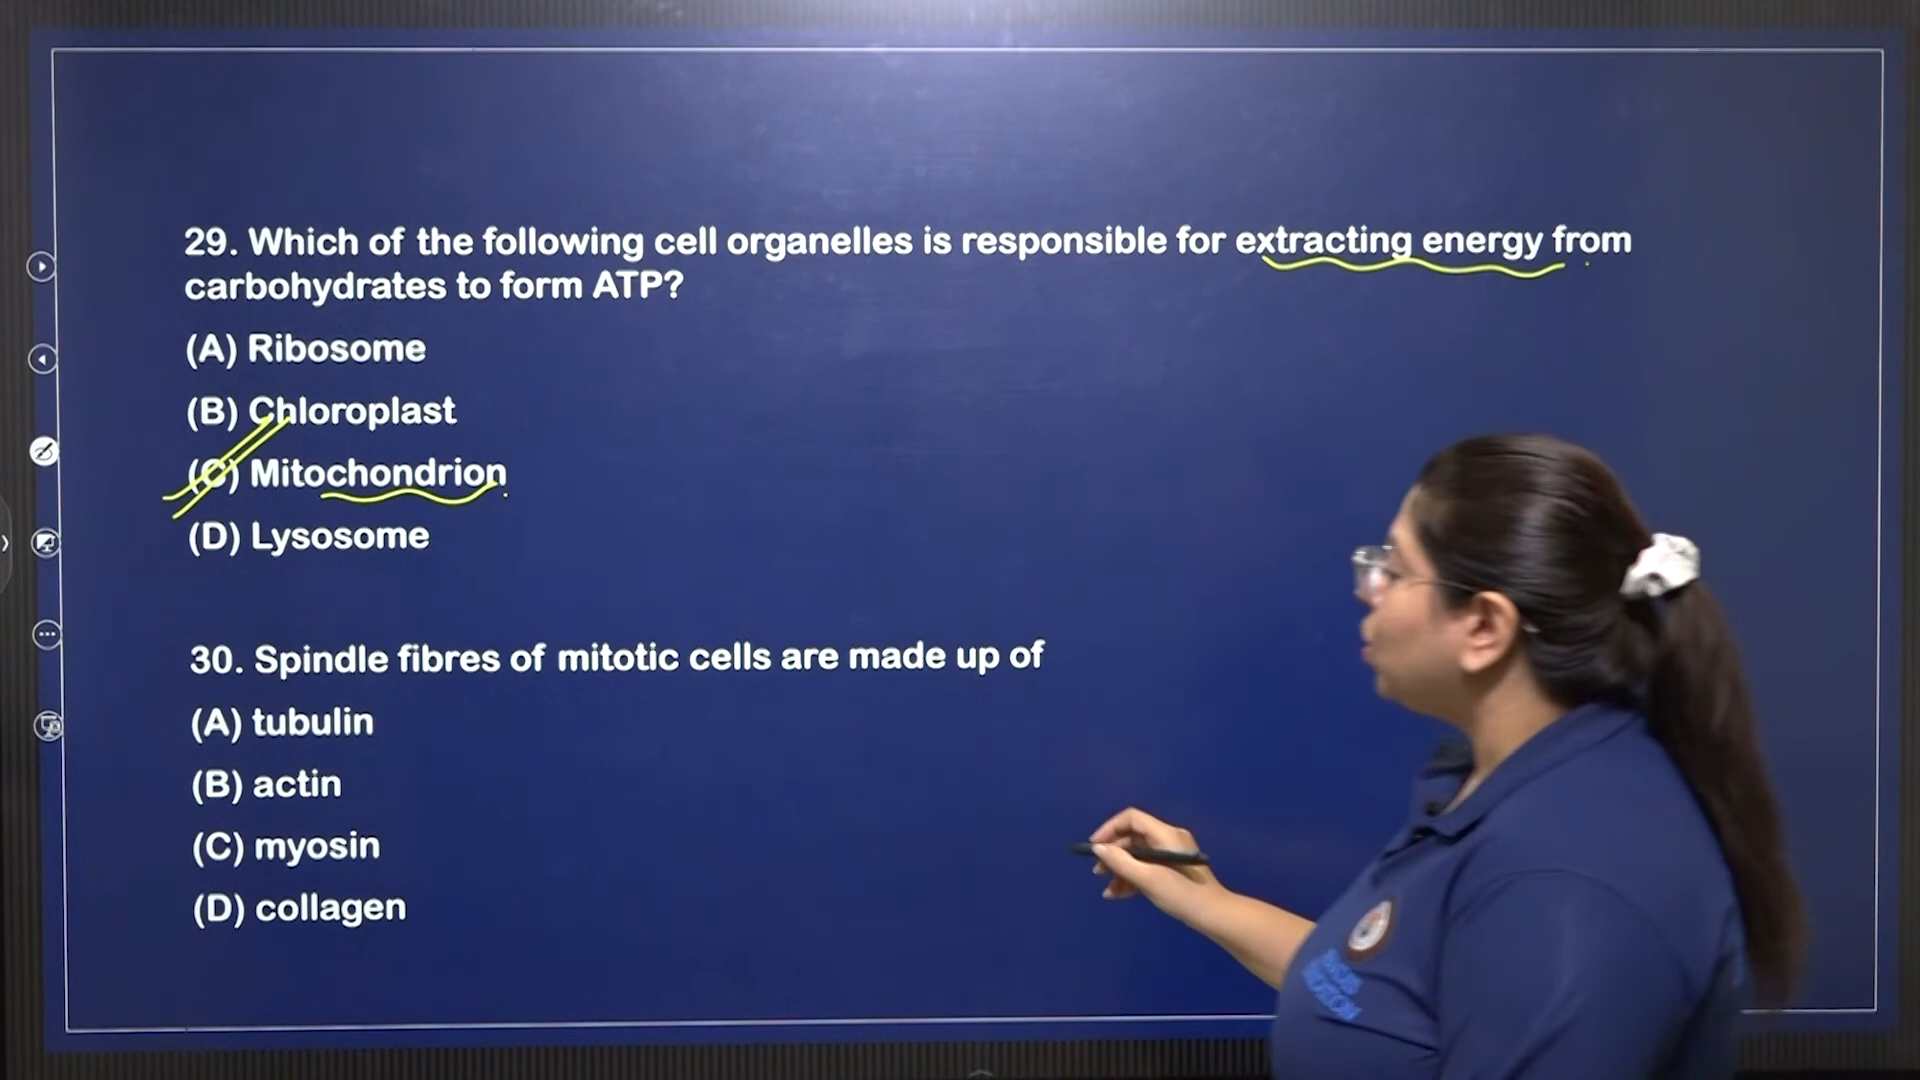 29. Which of the following cell organelles is responsible for extracting energy from
carbohydrates to form ATP?
(A) Ribosome
(B) Chloroplast
(C) Mitochondrion
(D) Lysosome
30. Spindle fibres of mitotic cells are made up of
(A) tubulin
(B) actin
(C) myosin
(D) collagen